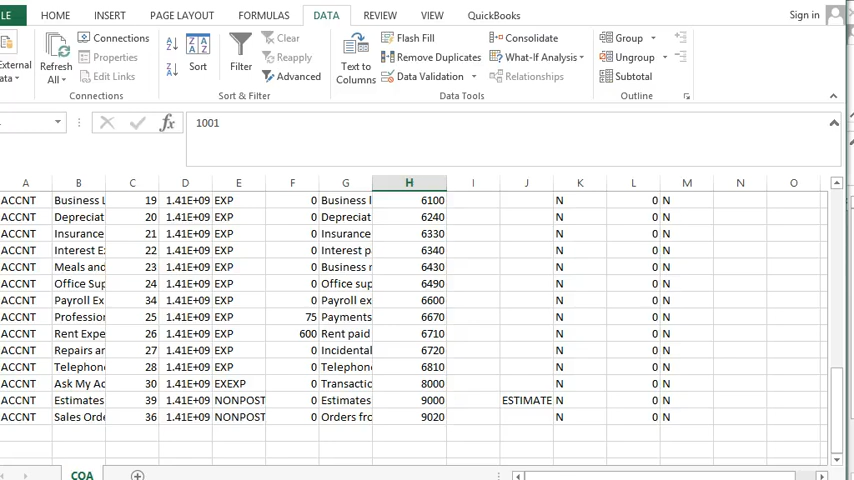 LE HOME INSERT PAGE LAYOUT FORMULAS DATA REVIEW VIEW QuickBooks Sign in
Connections Clear Flash Fill Consolidate Group
Properties Reapply Remove Duplicates What-If Analysis Ungroup
Edit Links Advanced Data Validation Relationships Subtotal
External Data Refresh All Sort Filter Text to Columns
Connections Sort & Filter Data Tools Outline
fx 1001
A B C D E F G H I J K L M N O
ACCNT Business L 19 1.41E+09 EXP 0 Business l 6100 N 0 N
ACCNT Depreciat 20 1.41E+09 EXP 0 Depreciat 6240 N 0 N
ACCNT Insurance 21 1.41E+09 EXP 0 Insurance 6330 N 0 N
ACCNT Interest E 22 1.41E+09 EXP 0 Interest p 6340 N 0 N
ACCNT Meals and 23 1.41E+09 EXP 0 Business r 6430 N 0 N
ACCNT Office Sup 24 1.41E+09 EXP 0 Office sup 6490 N 0 N
ACCNT Payroll Ex 34 1.41E+09 EXP 0 Payroll ex 6600 N 0 N
ACCNT Profession 25 1.41E+09 EXP 75 Payments 6670 N 0 N
ACCNT Rent Expe 26 1.41E+09 EXP 600 Rent paid 6710 N 0 N
ACCNT Repairs ar 27 1.41E+09 EXP 0 Incidental 6720 N 0 N
ACCNT Telephon 28 1.41E+09 EXP 0 Telephon 6810 N 0 N
ACCNT Ask My Ac 30 1.41E+09 EXEXP 0 Transactio 8000 N 0 N
ACCNT Estimates 39 1.41E+09 NONPOST 0 Estimates 9000 ESTIMATE N 0 N
ACCNT Sales Orde 36 1.41E+09 NONPOST 0 Orders fro 9020 N 0 N
COA